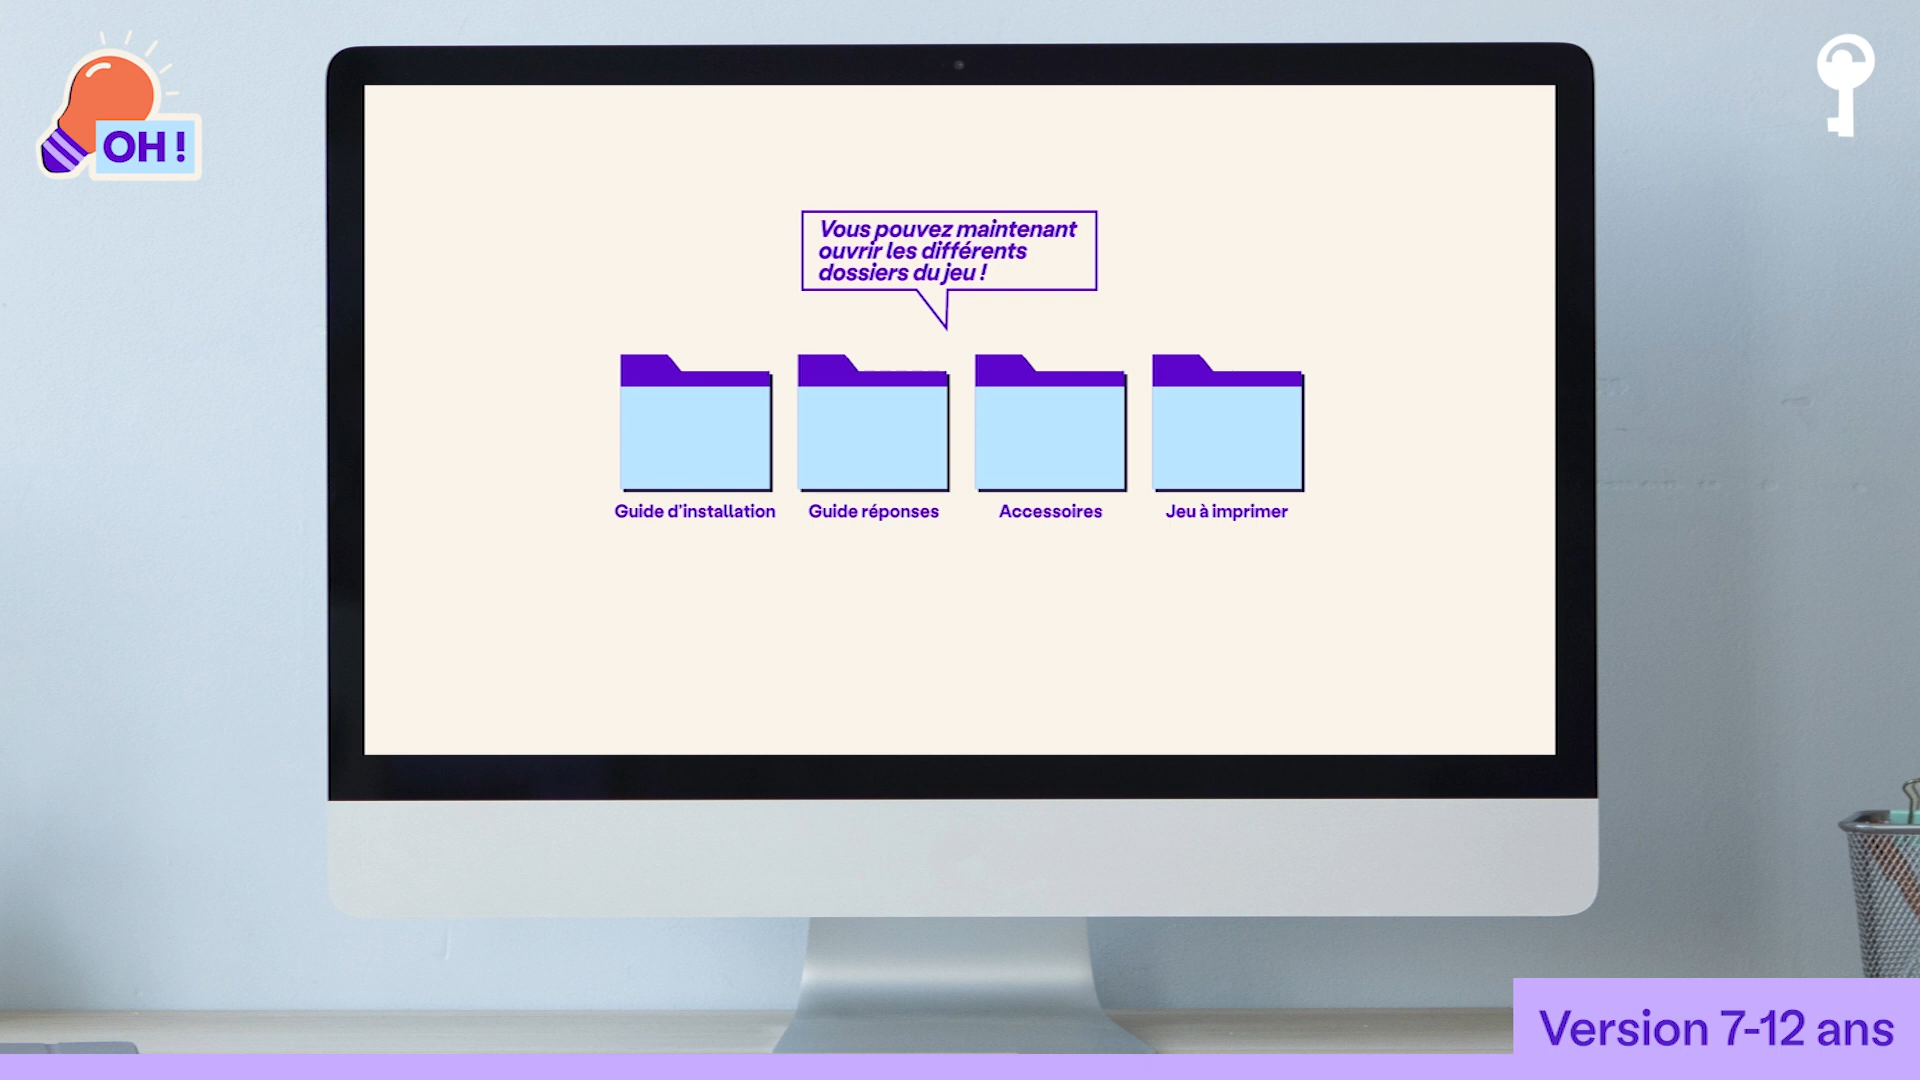 OH !
Vous pouvez maintenant
ouvrir les différents
dossiers du jeu !
Guide d’installation
Guide réponses
Accessoires
Jeu à imprimer
Version 7-12 ans